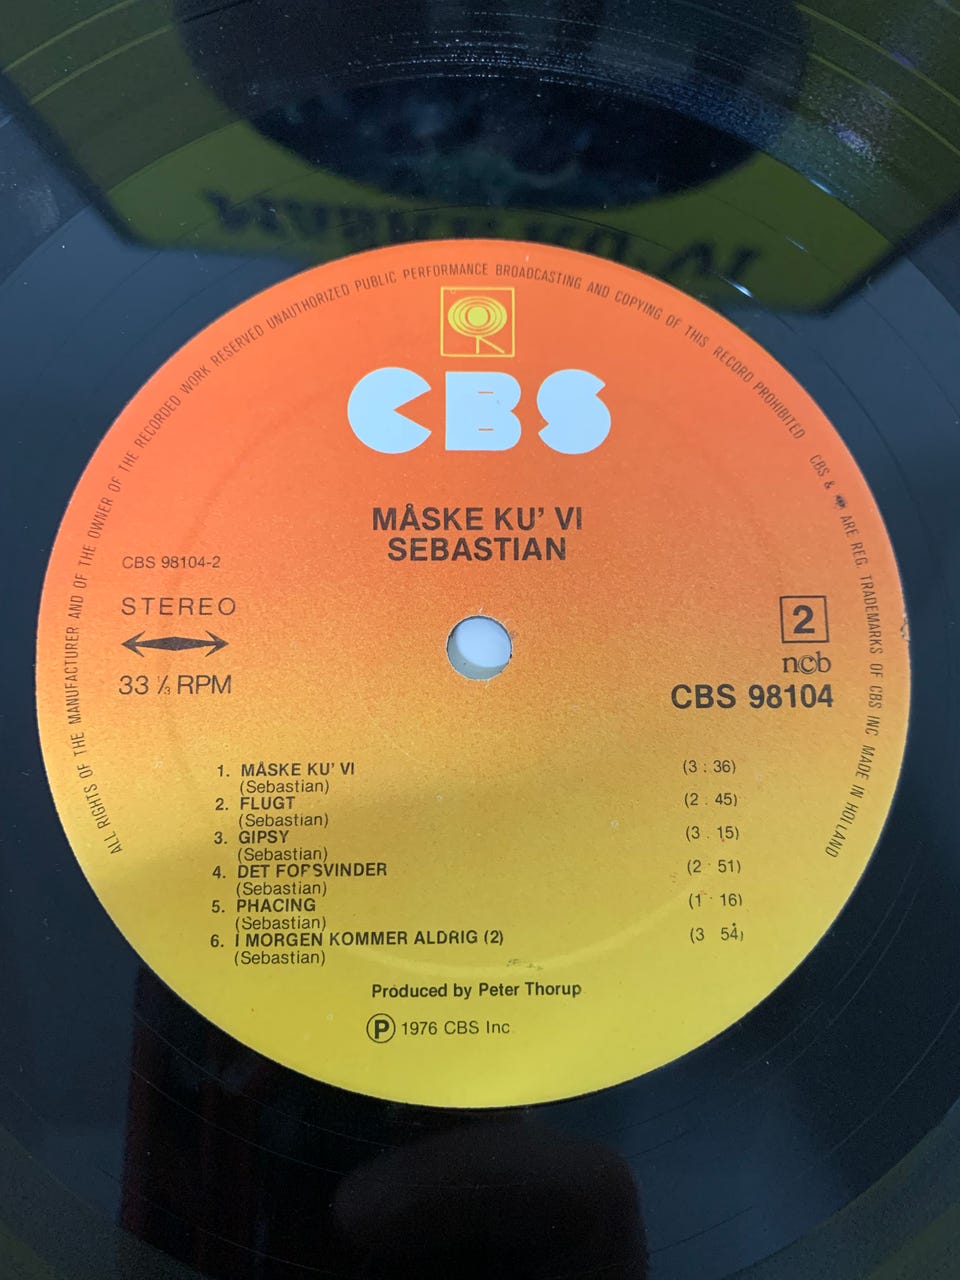 ALL RIGHTS OF THE MANUFACTURER AND OF THE OWNER OF THE RECORDED WORK RESERVED UNAUTHORIZED PUBLIC PERFORMANCE BROADCASTING AND COPYING OF THIS RECORD PROHIBITED CBS & ARE REG. TRADEMARKS OF CBS INC MADE IN HOLLAND
CBS
MÅSKE KU' VI
SEBASTIAN
CBS 98104-2
STEREO
33 ⅓ RPM
2
ncb
CBS 98104
1. MÅSKE KU' VI (3:36)
(Sebastian)
2. FLUGT (2.45)
(Sebastian)
3. GIPSY (3.15)
(Sebastian)
4. DET FORSVINDER (2·51)
(Sebastian)
5. PHACING (1·16)
(Sebastian)
6. I MORGEN KOMMER ALDRIG (2) (3 54)
(Sebastian)
Produced by Peter Thorup
Ⓟ 1976 CBS Inc